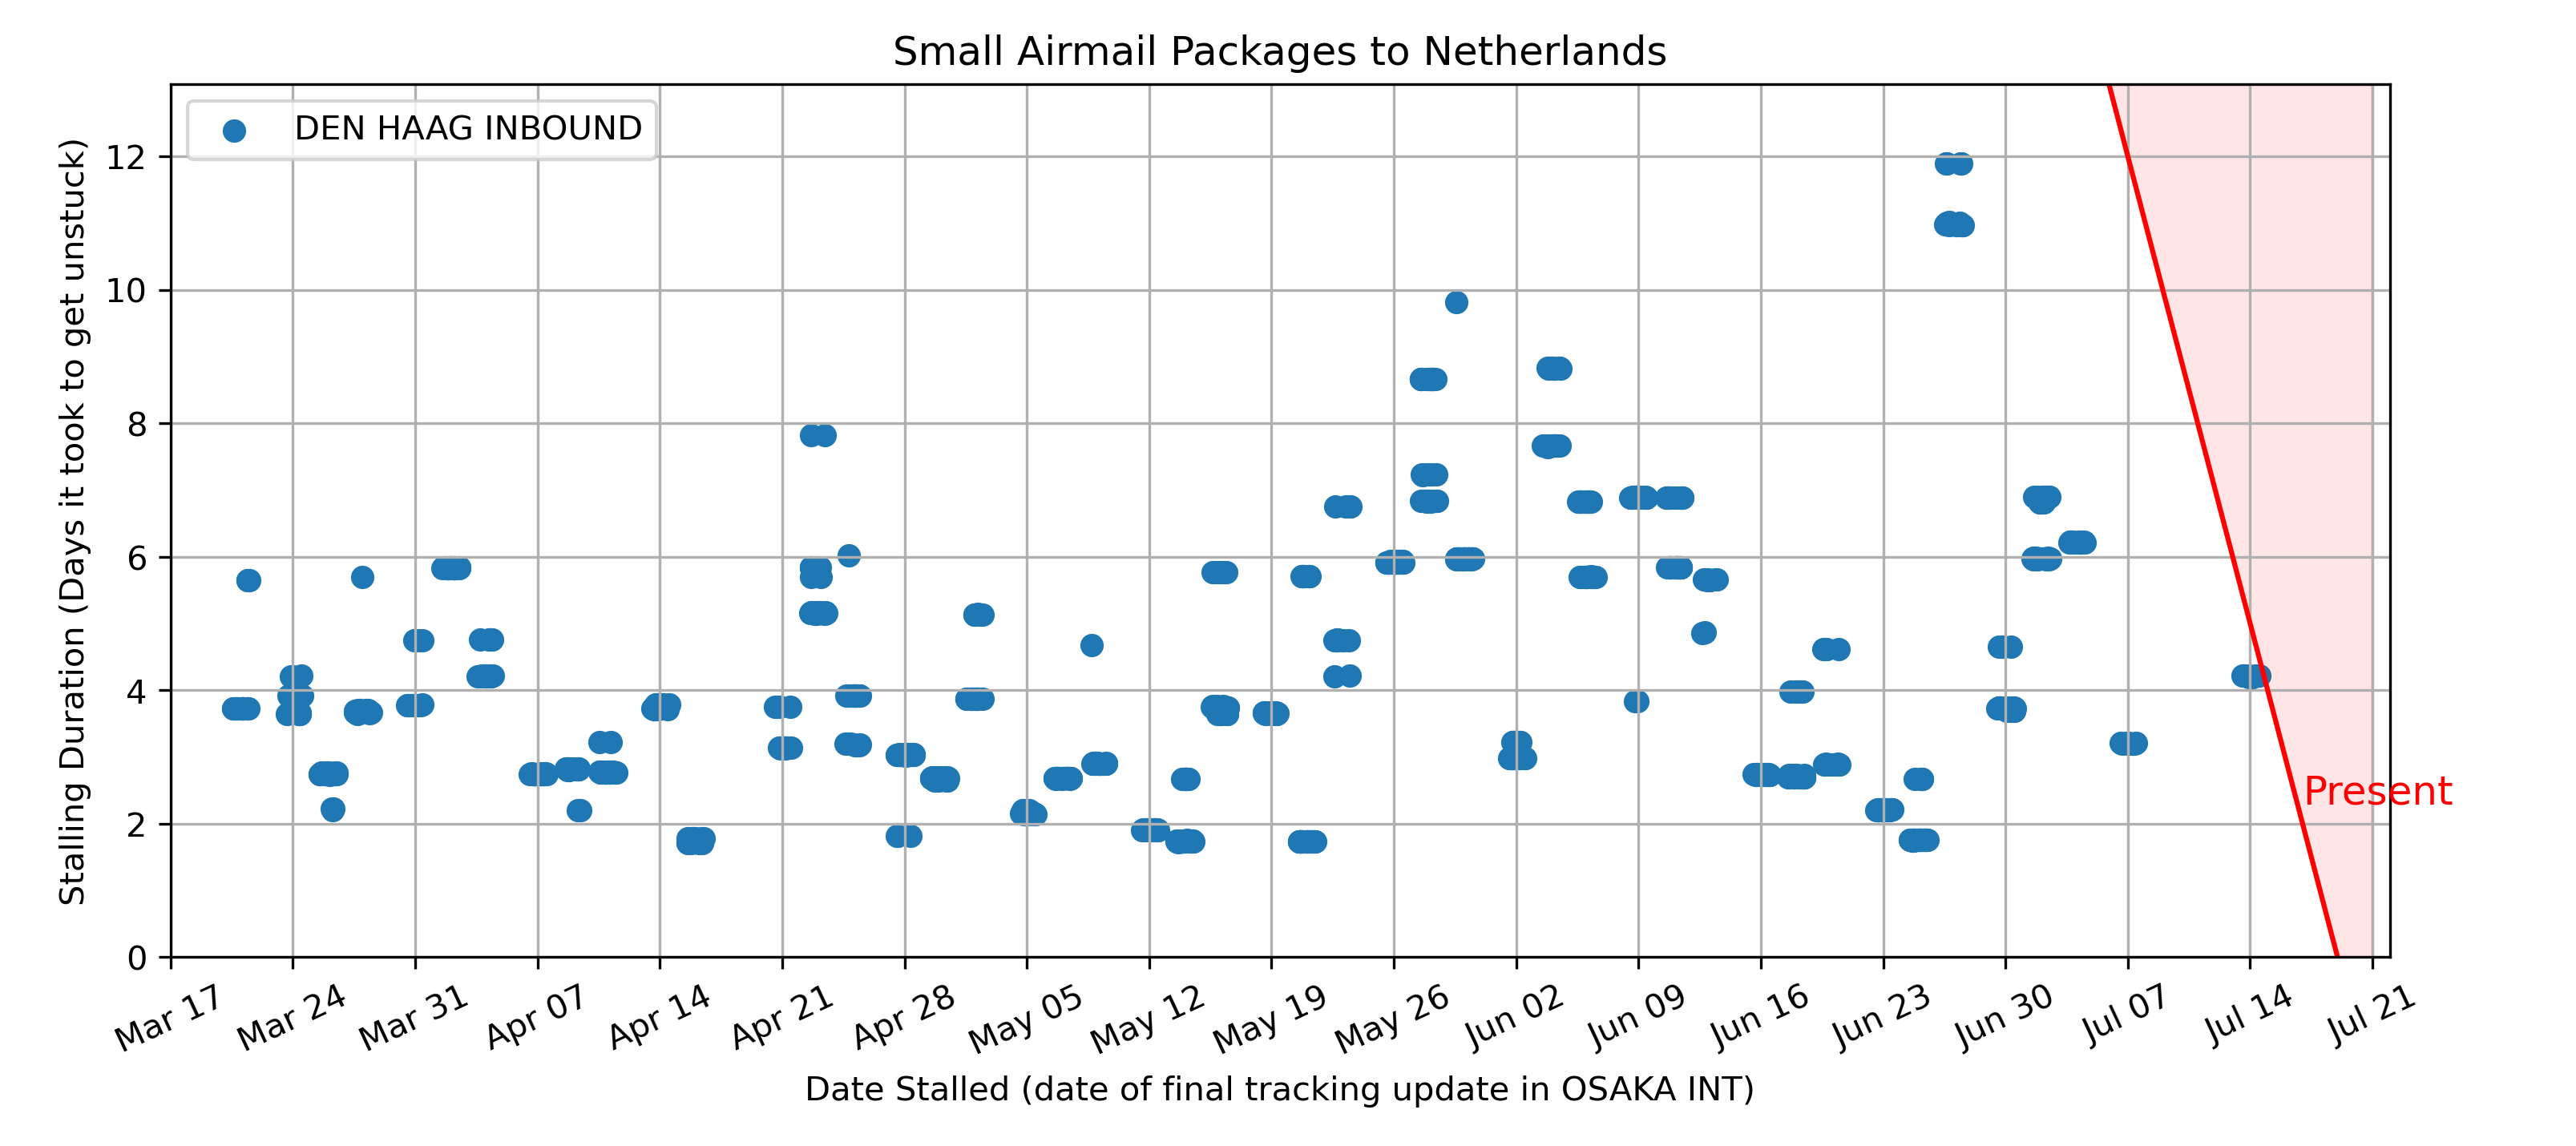 Small Airmail Packages to Netherlands
DEN HAAG INBOUND
Stalling Duration (Days it took to get unstuck)
12
10
8
6
4
2
0
Present
Mar 17
Mar 24
Mar 31
Apr 07
Apr 14
Apr 21
Apr 28
May 05
May 12
May 19
May 26
Jun 02
Jun 09
Jun 16
Jun 23
Jun 30
Jul 07
Jul 14
Jul 21
Date Stalled (date of final tracking update in OSAKA INT)